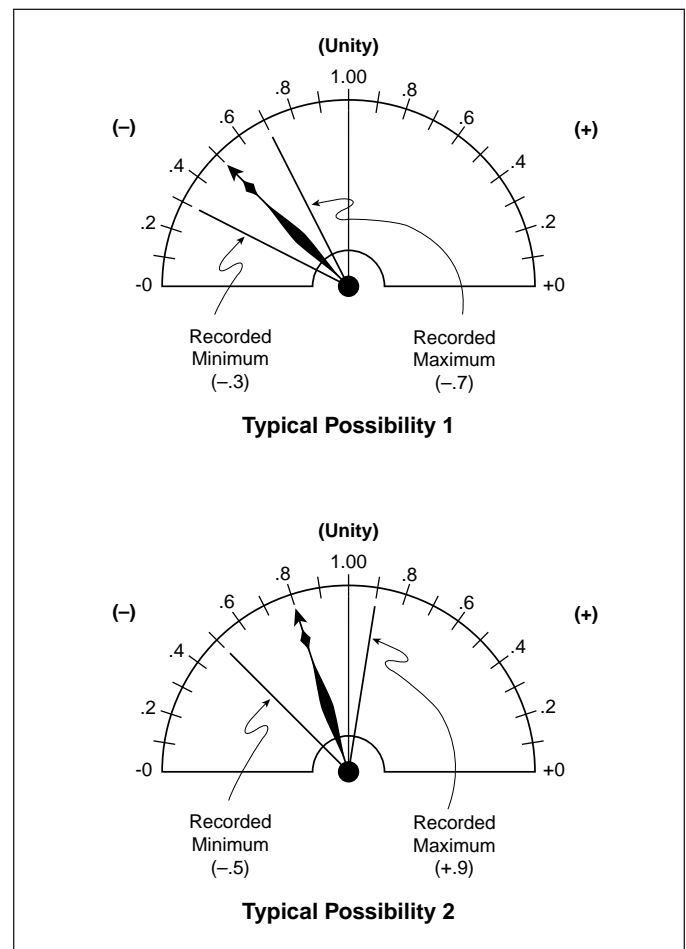 (Unity)
1.00
.8 .8
.6 .6
(–) (+)
.4 .4
.2 .2
-0 +0
Recorded Recorded
Minimum Maximum
(–.3) (–.7)
Typical Possibility 1
(Unity)
1.00
.8 .8
.6 .6
(–) (+)
.4 .4
.2 .2
-0 +0
Recorded Recorded
Minimum Maximum
(–.5) (+.9)
Typical Possibility 2